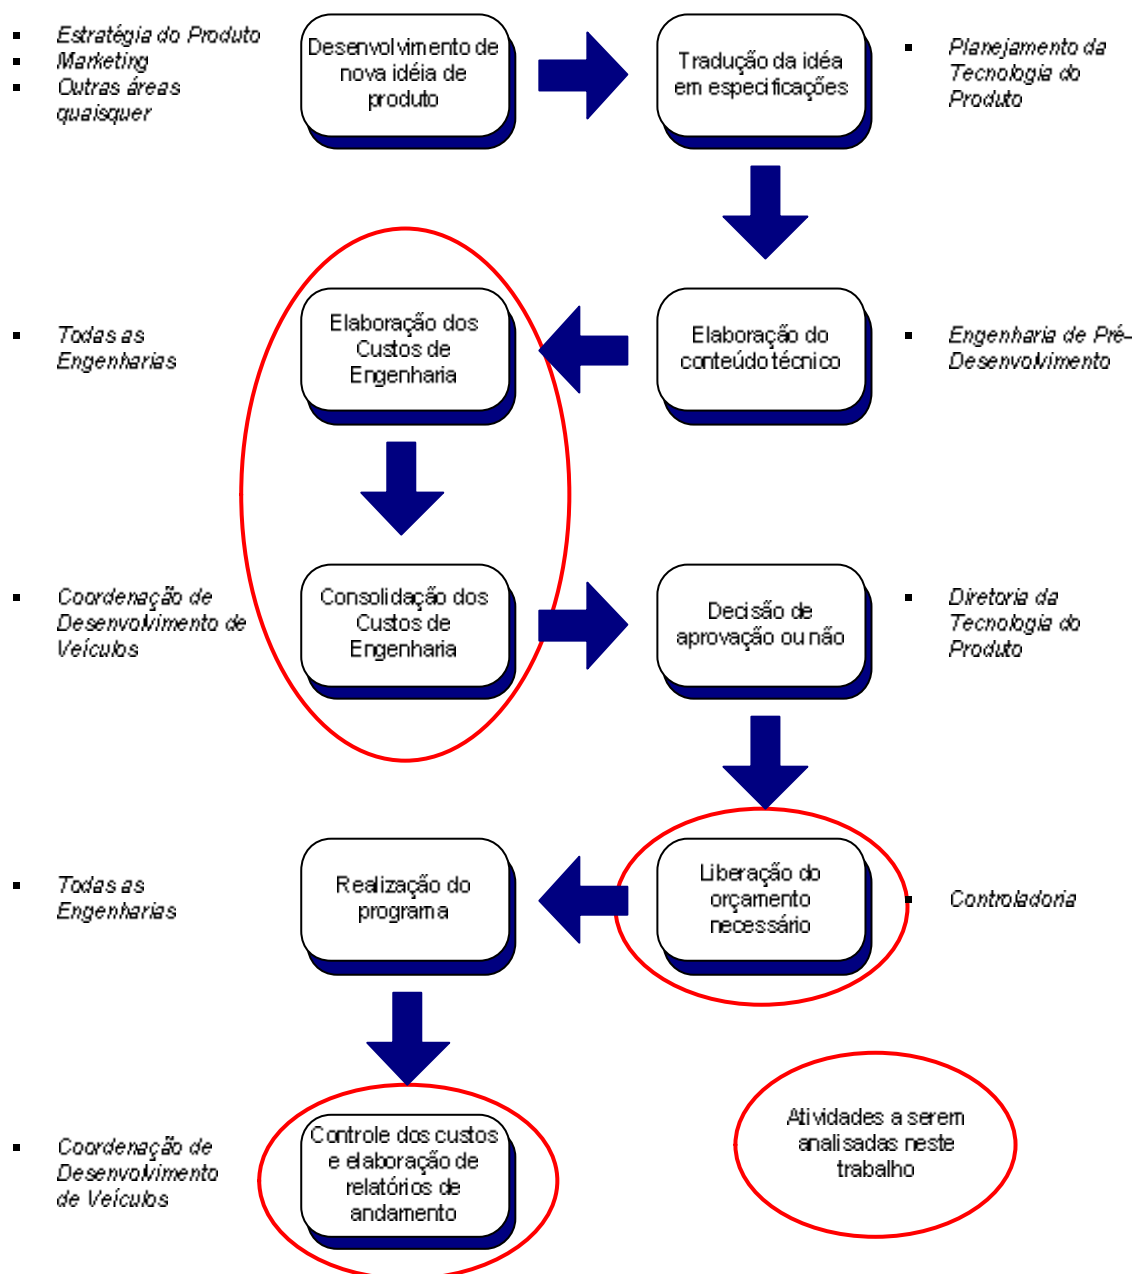 Estratégia do Produto
Marketing
Outras áreas
quaisquer
Desenvolvimento de
nova idéia de
produto
Tradução da idéa
em especificações
Planejamento da
Tecnologia do
Produto
Todas as
Engenharias
Elaboração dos
Custos de
Engenharia
Elaboração do
conteúdo técnico
Engenharia de Pré-
Desenvolvimento
Coordenação de
Desenvolvimento de
Veículos
Consolidação dos
Custos de
Engenharia
Decisão de
aprovação ou não
Diretoria da
Tecnologia do
Produto
Todas as
Engenharias
Realização do
programa
Liberação do
orçamento
necessário
Controladoria
Coordenação de
Desenvolvimento
de Veículos
Controle dos custos
e elaboração de
relatórios de
andamento
Atividades a serem
analisadas neste
trabalho